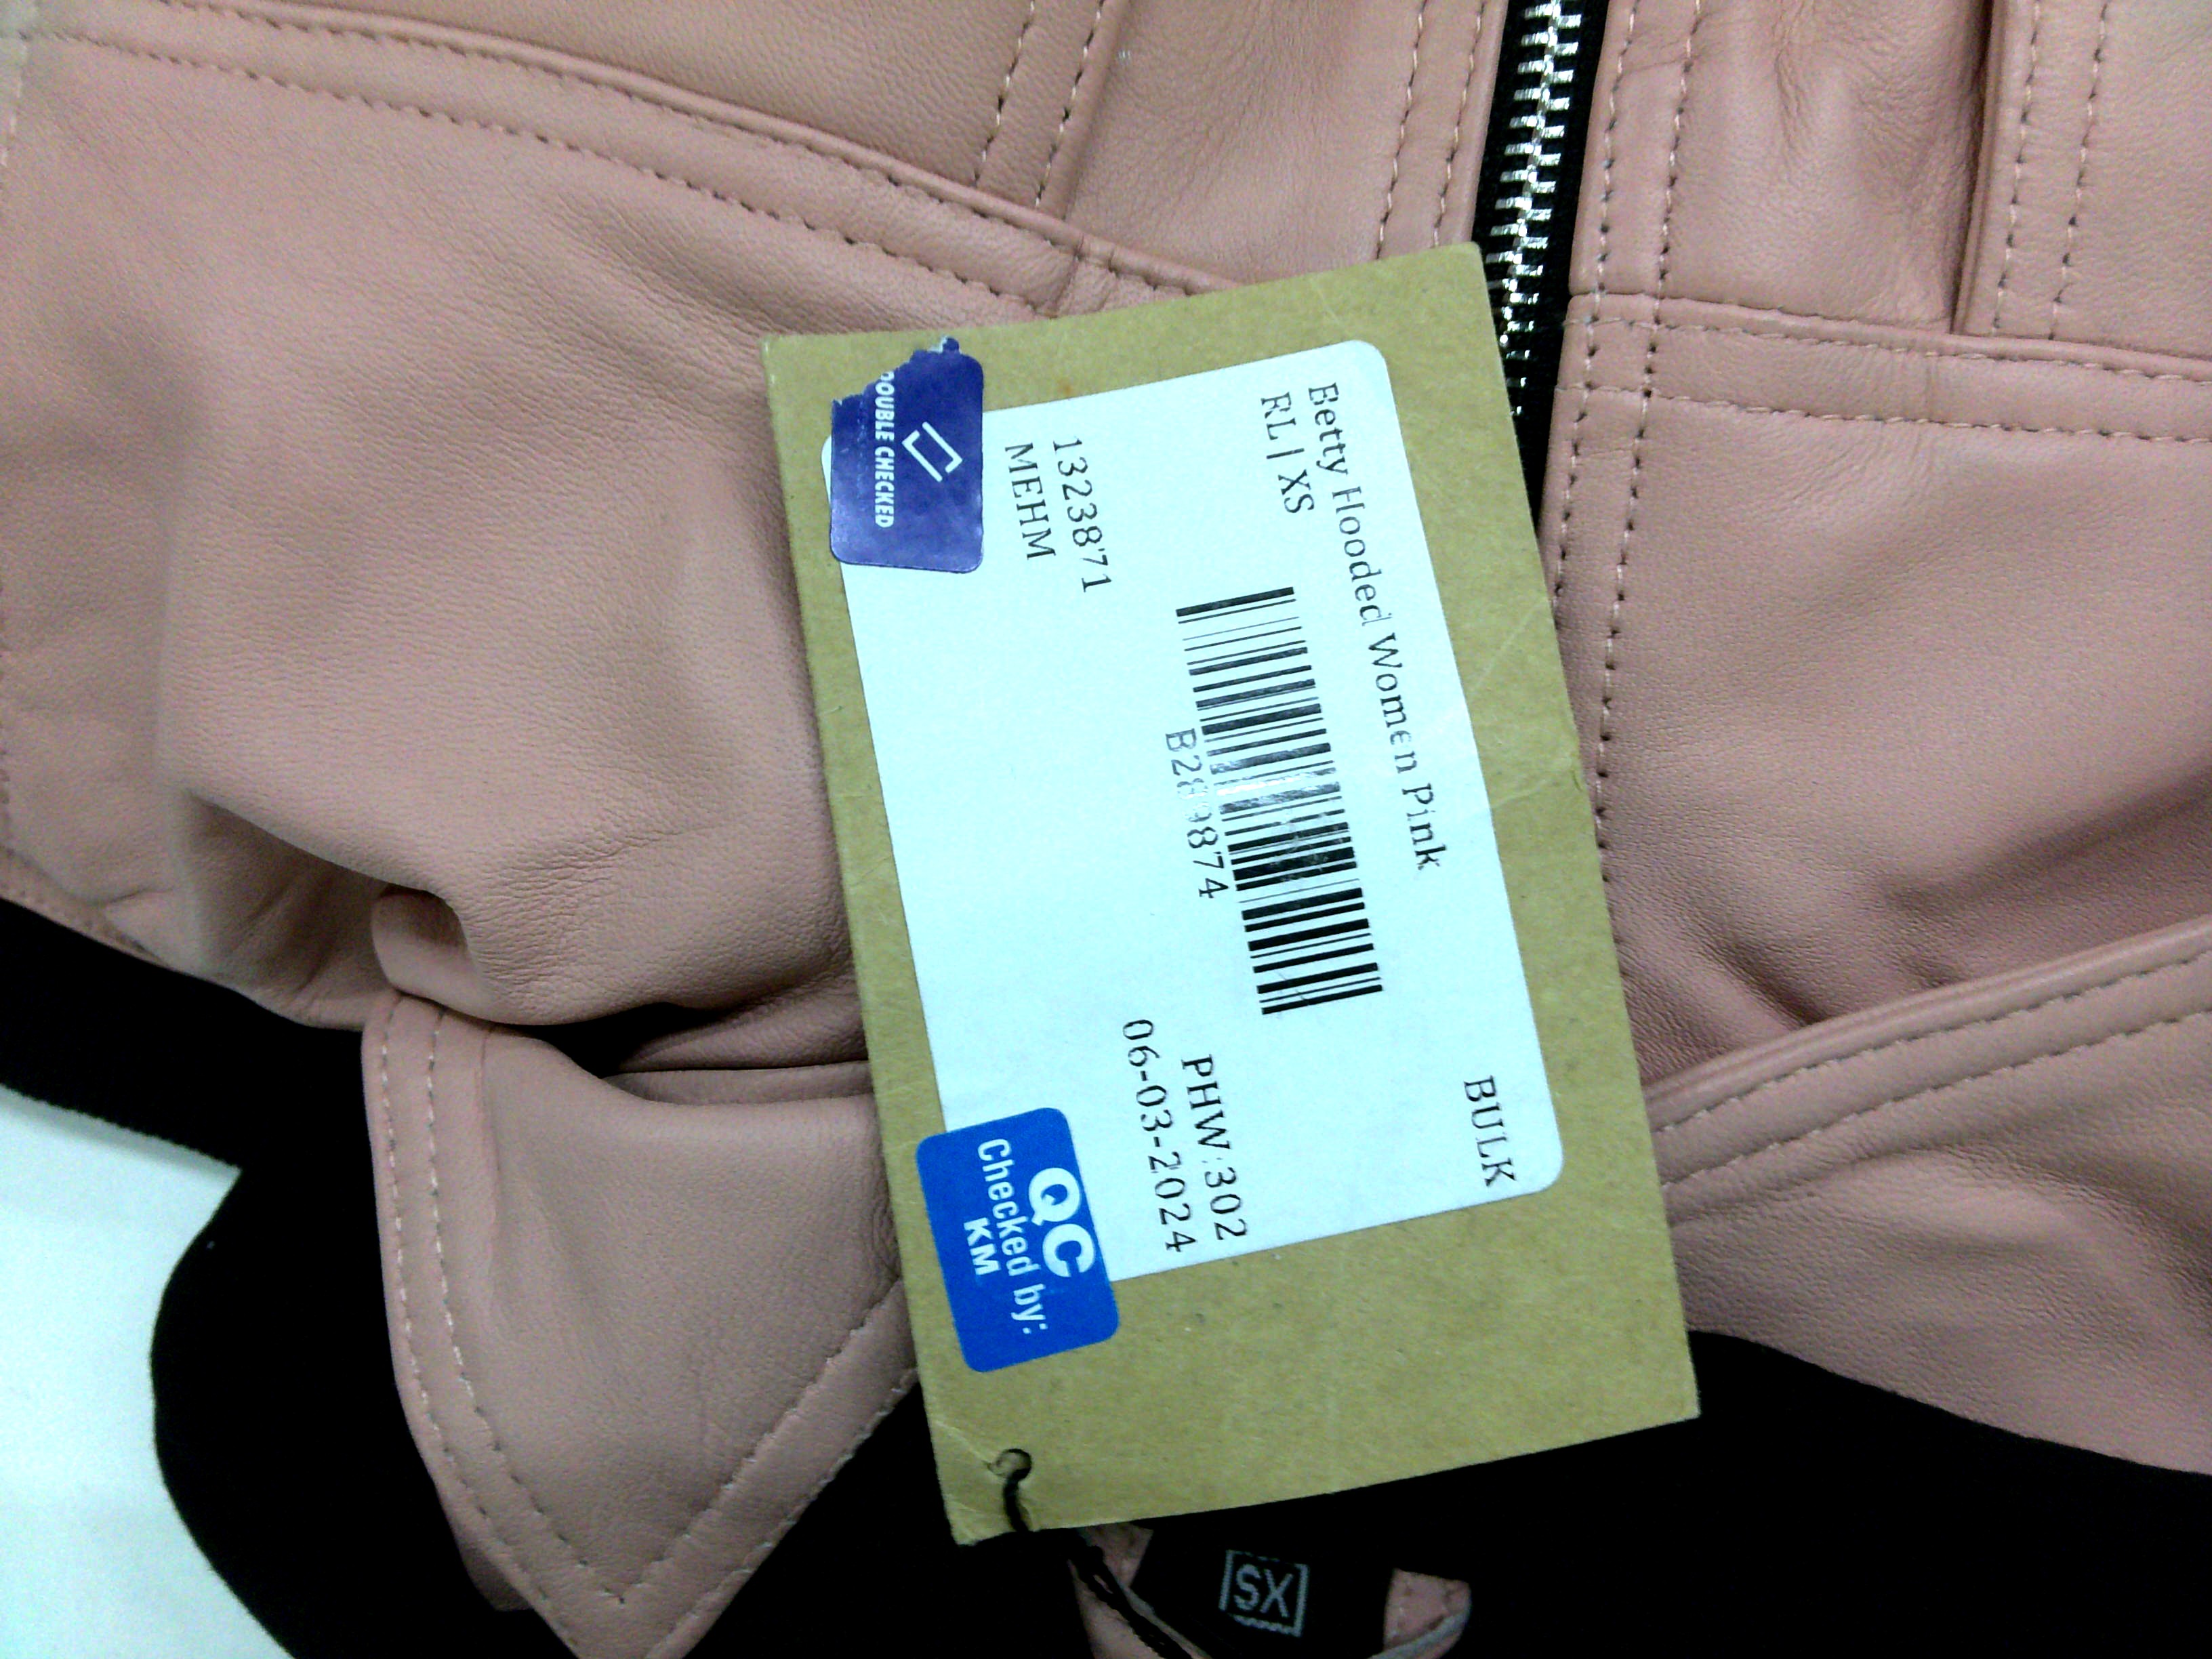 Betty Hooded Women Pink
BULK
RL | XS
PHW:302
06-03-2024
1323871
MEHM
DOUBLE CHECKED
QC
Checked by:
KM
XS